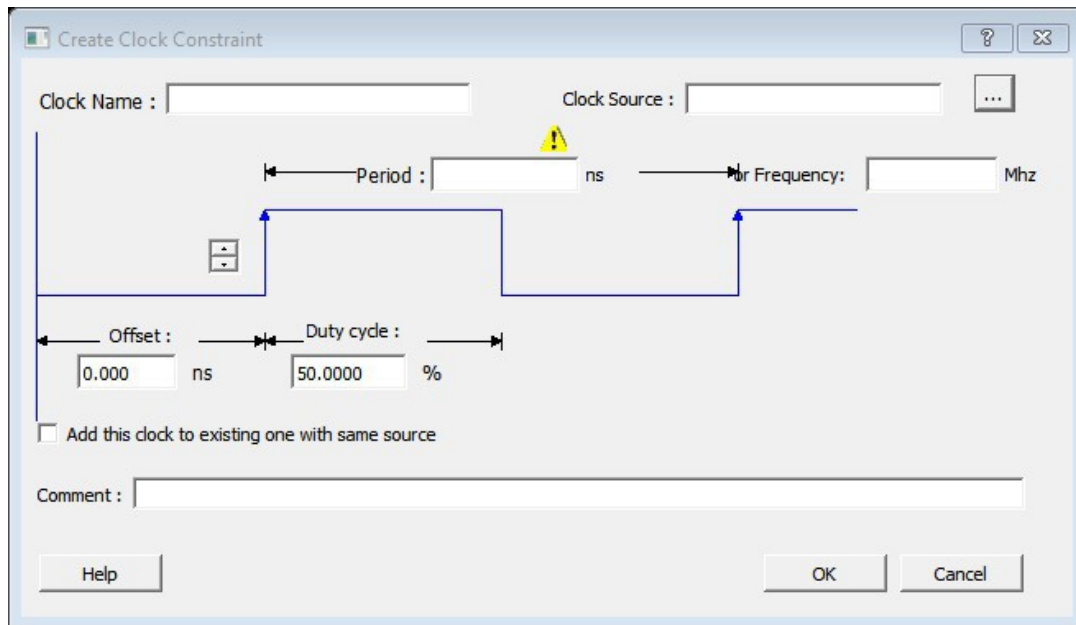 Create Clock Constraint
Clock Name : Clock Source : ...
Period : ns or Frequency: Mhz
Offset : Duty cycle :
0.000 ns 50.0000 %
Add this clock to existing one with same source
Comment :
Help OK Cancel